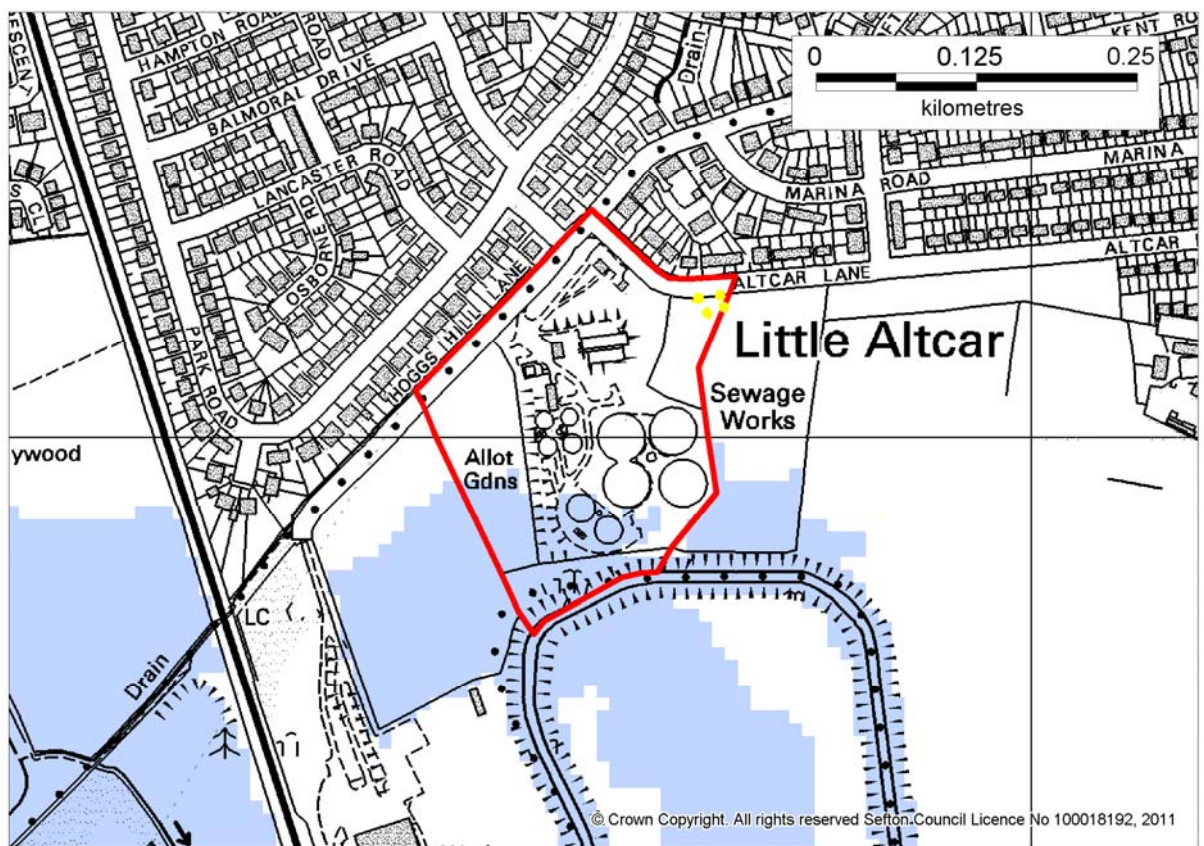 HAMPTON ROAD
ROAD
BALMORAL DRIVE
LANCASTER ROAD
OSBORNE RD
PARK ROAD
HOGGS HILL LANE
Drain
0
0.125
0.25
kilometres
KENT
MARINA ROAD
MARINA
ALTCAR LANE
ALTCAR
Little Altcar
Sewage
Works
Allot
Gdns
ywood
LC
Drain
© Crown Copyright. All rights reserved Sefton Council Licence No 100018192, 2011